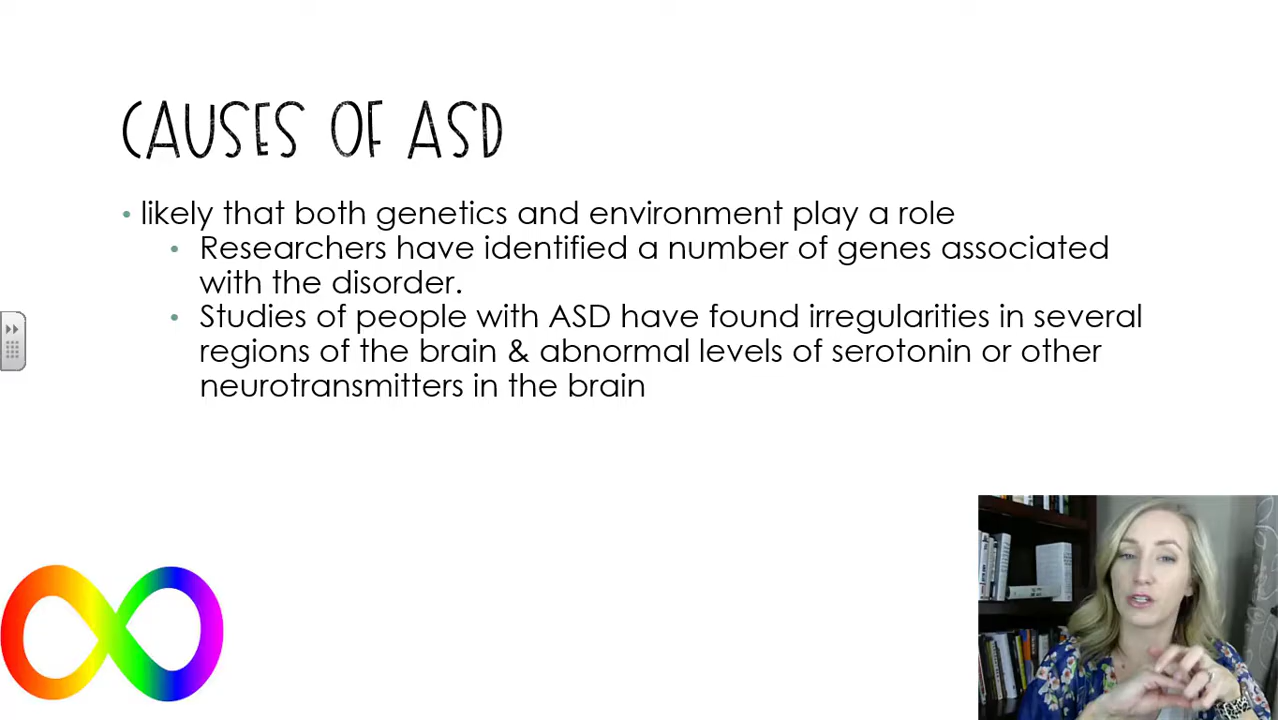 CAUSES OF ASD
• likely that both genetics and environment play a role
• Researchers have identified a number of genes associated
with the disorder.
• Studies of people with ASD have found irregularities in several
regions of the brain & abnormal levels of serotonin or other
neurotransmitters in the brain